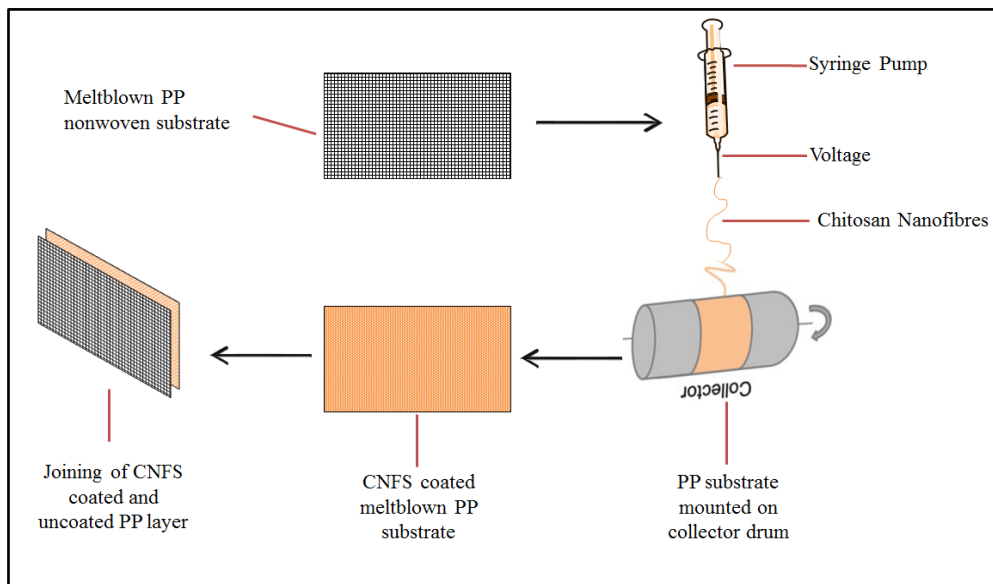 Meltblown PP
nonwoven substrate
Syringe Pump
Voltage
Chitosan Nanofibres
Collector
Joining of CNFS
coated and
uncoated PP layer
CNFS coated
meltblown PP
substrate
PP substrate
mounted on
collector drum